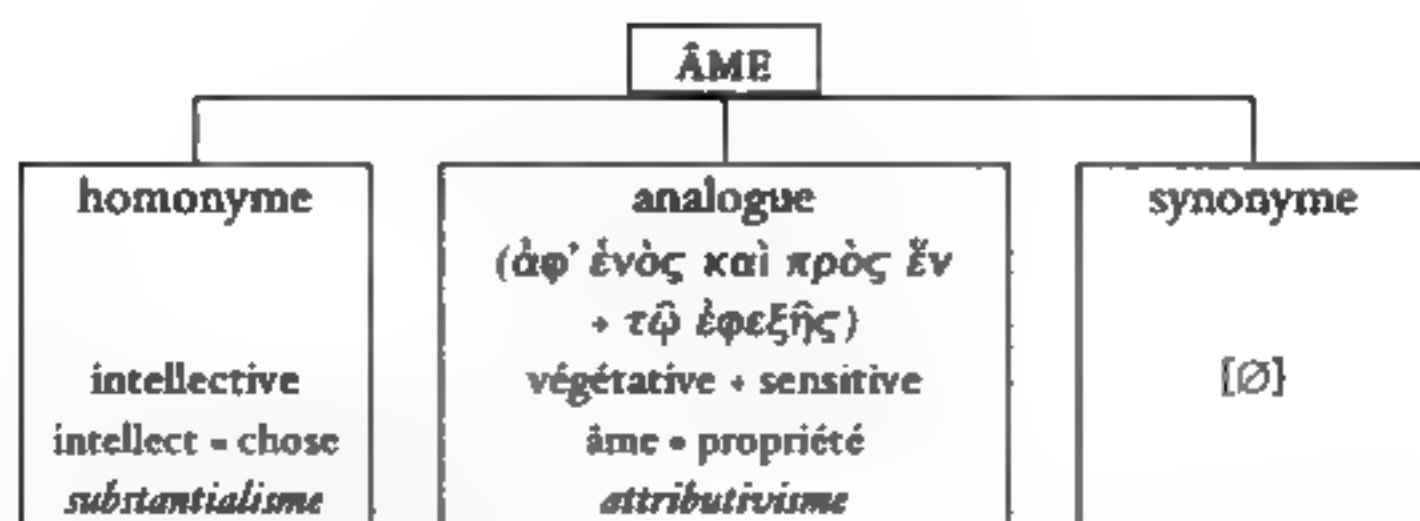 ÂME
homonyme
intellective
intellect = chose
substantialisme
analogue
(ἀφ’ ἑνὸς καὶ πρὸς ἕν
+ τῷ ἐφεξῆς)
végétative + sensitive
âme = propriété
attributivisme
synonyme
[Ø]